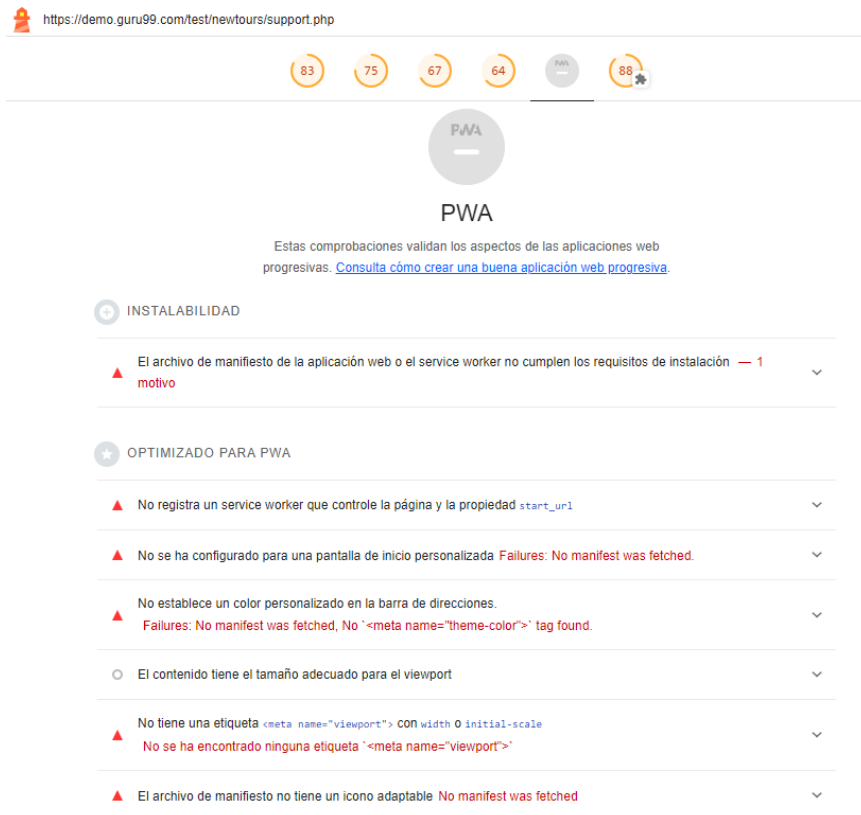 https://demo.guru99.com/test/newtours/support.php
83 75 67 64 PWA 88
PWA
PWA
Estas comprobaciones validan los aspectos de las aplicaciones web
progresivas. Consulta cómo crear una buena aplicación web progresiva.
INSTALABILIDAD
El archivo de manifiesto de la aplicación web o el service worker no cumplen los requisitos de instalación — 1
motivo
OPTIMIZADO PARA PWA
No registra un service worker que controle la página y la propiedad start_url
No se ha configurado para una pantalla de inicio personalizada Failures: No manifest was fetched.
No establece un color personalizado en la barra de direcciones.
Failures: No manifest was fetched, No `<meta name="theme-color">` tag found.
El contenido tiene el tamaño adecuado para el viewport
No tiene una etiqueta <meta name="viewport"> con width o initial-scale
No se ha encontrado ninguna etiqueta `<meta name="viewport">`
El archivo de manifiesto no tiene un icono adaptable No manifest was fetched